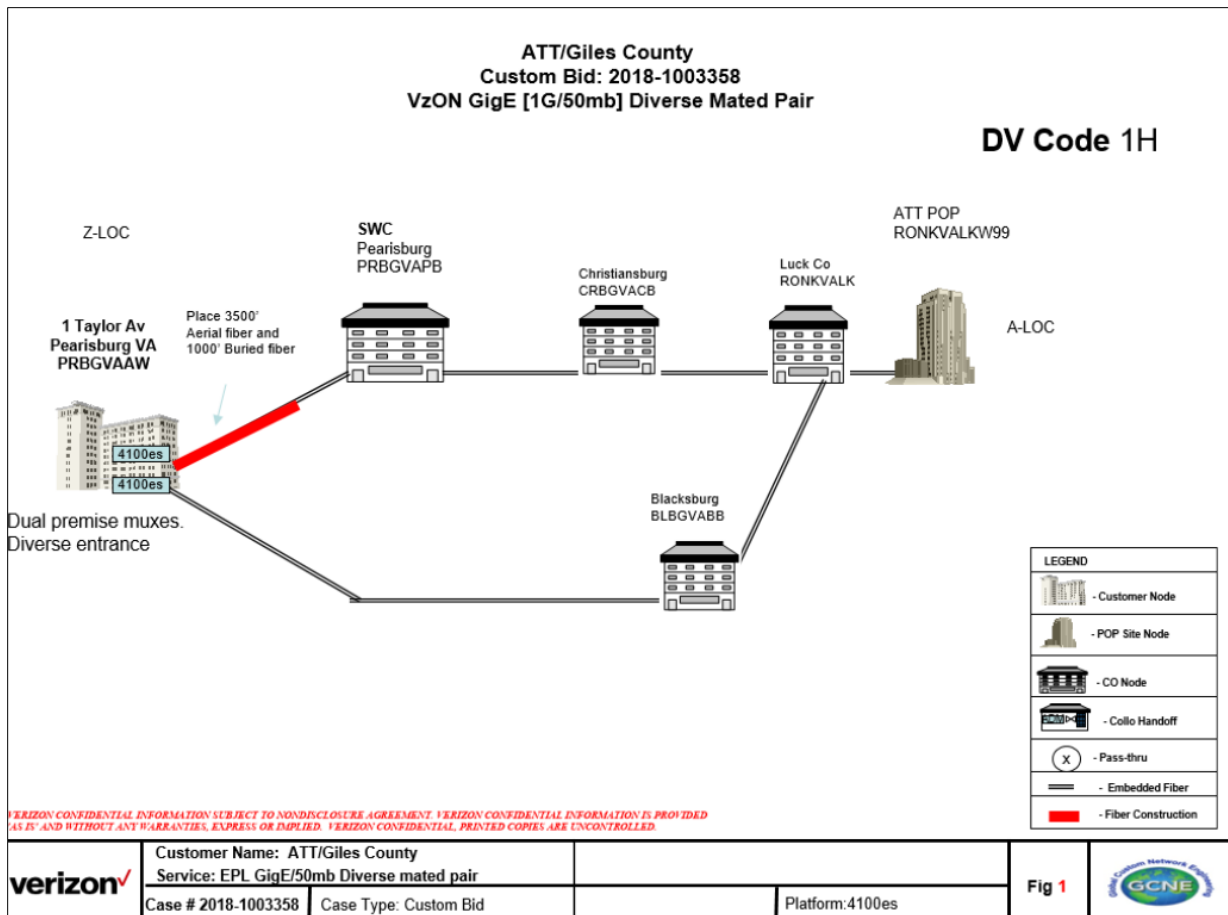 ATT/Giles County
Custom Bid: 2018-1003358
VzON GigE [1G/50mb] Diverse Mated Pair
DV Code 1H
Z-LOC
SWC
Pearisburg
PRBGVAPB
Christiansburg
CRBGVACB
Luck Co
RONKVALK
ATT POP
RONKVALKW99
A-LOC
1 Taylor Av
Pearisburg VA
PRBGVAAW
Place 3500'
Aerial fiber and
1000' Buried fiber
4100es
4100es
Dual premise muxes.
Diverse entrance
Blacksburg
BLBGVABB
LEGEND
- Customer Node
- POP Site Node
- CO Node
- Collo Handoff
X - Pass-thru
- Embedded Fiber
- Fiber Construction
VERIZON CONFIDENTIAL INFORMATION SUBJECT TO NONDISCLOSURE AGREEMENT. VERIZON CONFIDENTIAL INFORMATION IS PROVIDED
'AS IS' AND WITHOUT ANY WARRANTIES, EXPRESS OR IMPLIED. VERIZON CONFIDENTIAL, PRINTED COPIES ARE UNCONTROLLED.
verizon
Customer Name: ATT/Giles County
Service: EPL GigE/50mb Diverse mated pair
Case # 2018-1003358
Case Type: Custom Bid
Platform:4100es
Fig 1
Global Custom Network Engineering
GCNE